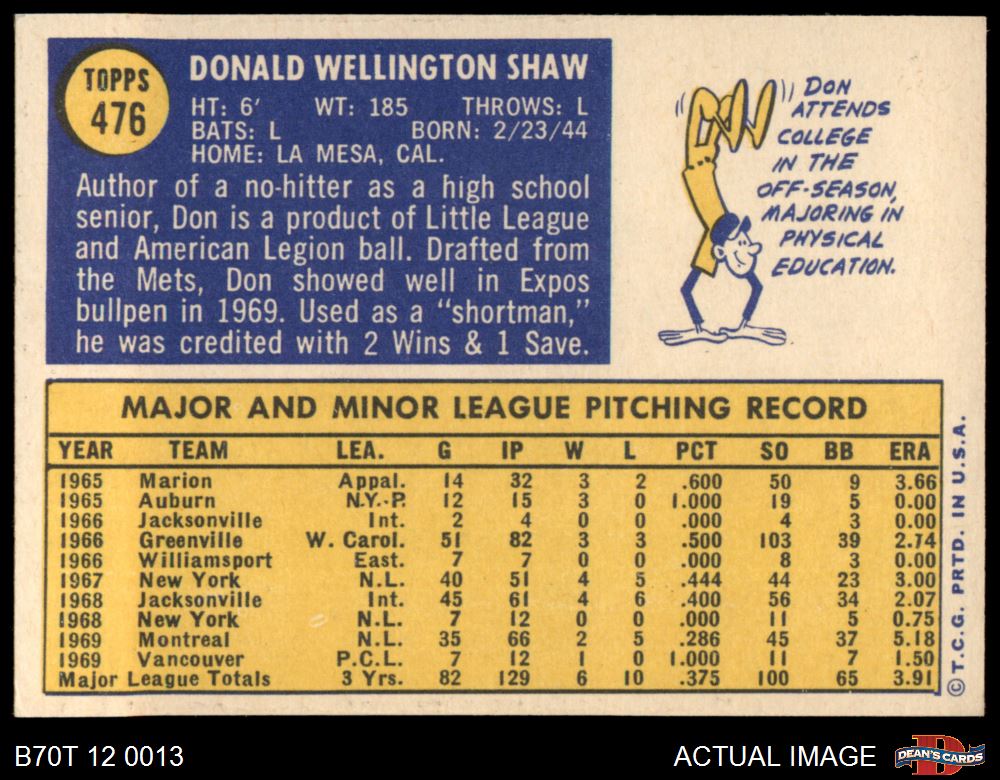 TOPPS
476
DONALD WELLINGTON SHAW
HT: 6' WT: 185 THROWS: L
BATS: L BORN: 2/23/44
HOME: LA MESA, CAL.
Author of a no-hitter as a high school
senior, Don is a product of Little League
and American Legion ball. Drafted from
the Mets, Don showed well in Expos
bullpen in 1969. Used as a "shortman,"
he was credited with 2 Wins & 1 Save.
DON
ATTENDS
COLLEGE
IN THE
OFF-SEASON,
MAJORING IN
PHYSICAL
EDUCATION.
MAJOR AND MINOR LEAGUE PITCHING RECORD
YEAR TEAM LEA. G IP W L PCT SO BB ERA
1965 Marion Appal. 14 32 3 2 .600 50 9 3.66
1965 Auburn N.Y.-P. 12 15 3 0 1.000 19 5 0.00
1966 Jacksonville Int. 2 4 0 0 .000 4 3 0.00
1966 Greenville W. Carol. 51 82 3 3 .500 103 39 2.74
1966 Williamsport East. 7 7 0 0 .000 8 3 0.00
1967 New York N.L. 40 51 4 5 .444 44 23 3.00
1968 Jacksonville Int. 45 61 4 6 .400 56 34 2.07
1968 New York N.L. 7 12 0 0 .000 11 5 0.75
1969 Montreal N.L. 35 66 2 5 .286 45 37 5.18
1969 Vancouver P.C.L. 7 12 1 0 1.000 11 7 1.50
Major League Totals 3 Yrs. 82 129 6 10 .375 100 65 3.91
© T.C.G. PRTD. IN U.S.A.
B70T 12 0013
ACTUAL IMAGE
DEAN'S CARDS